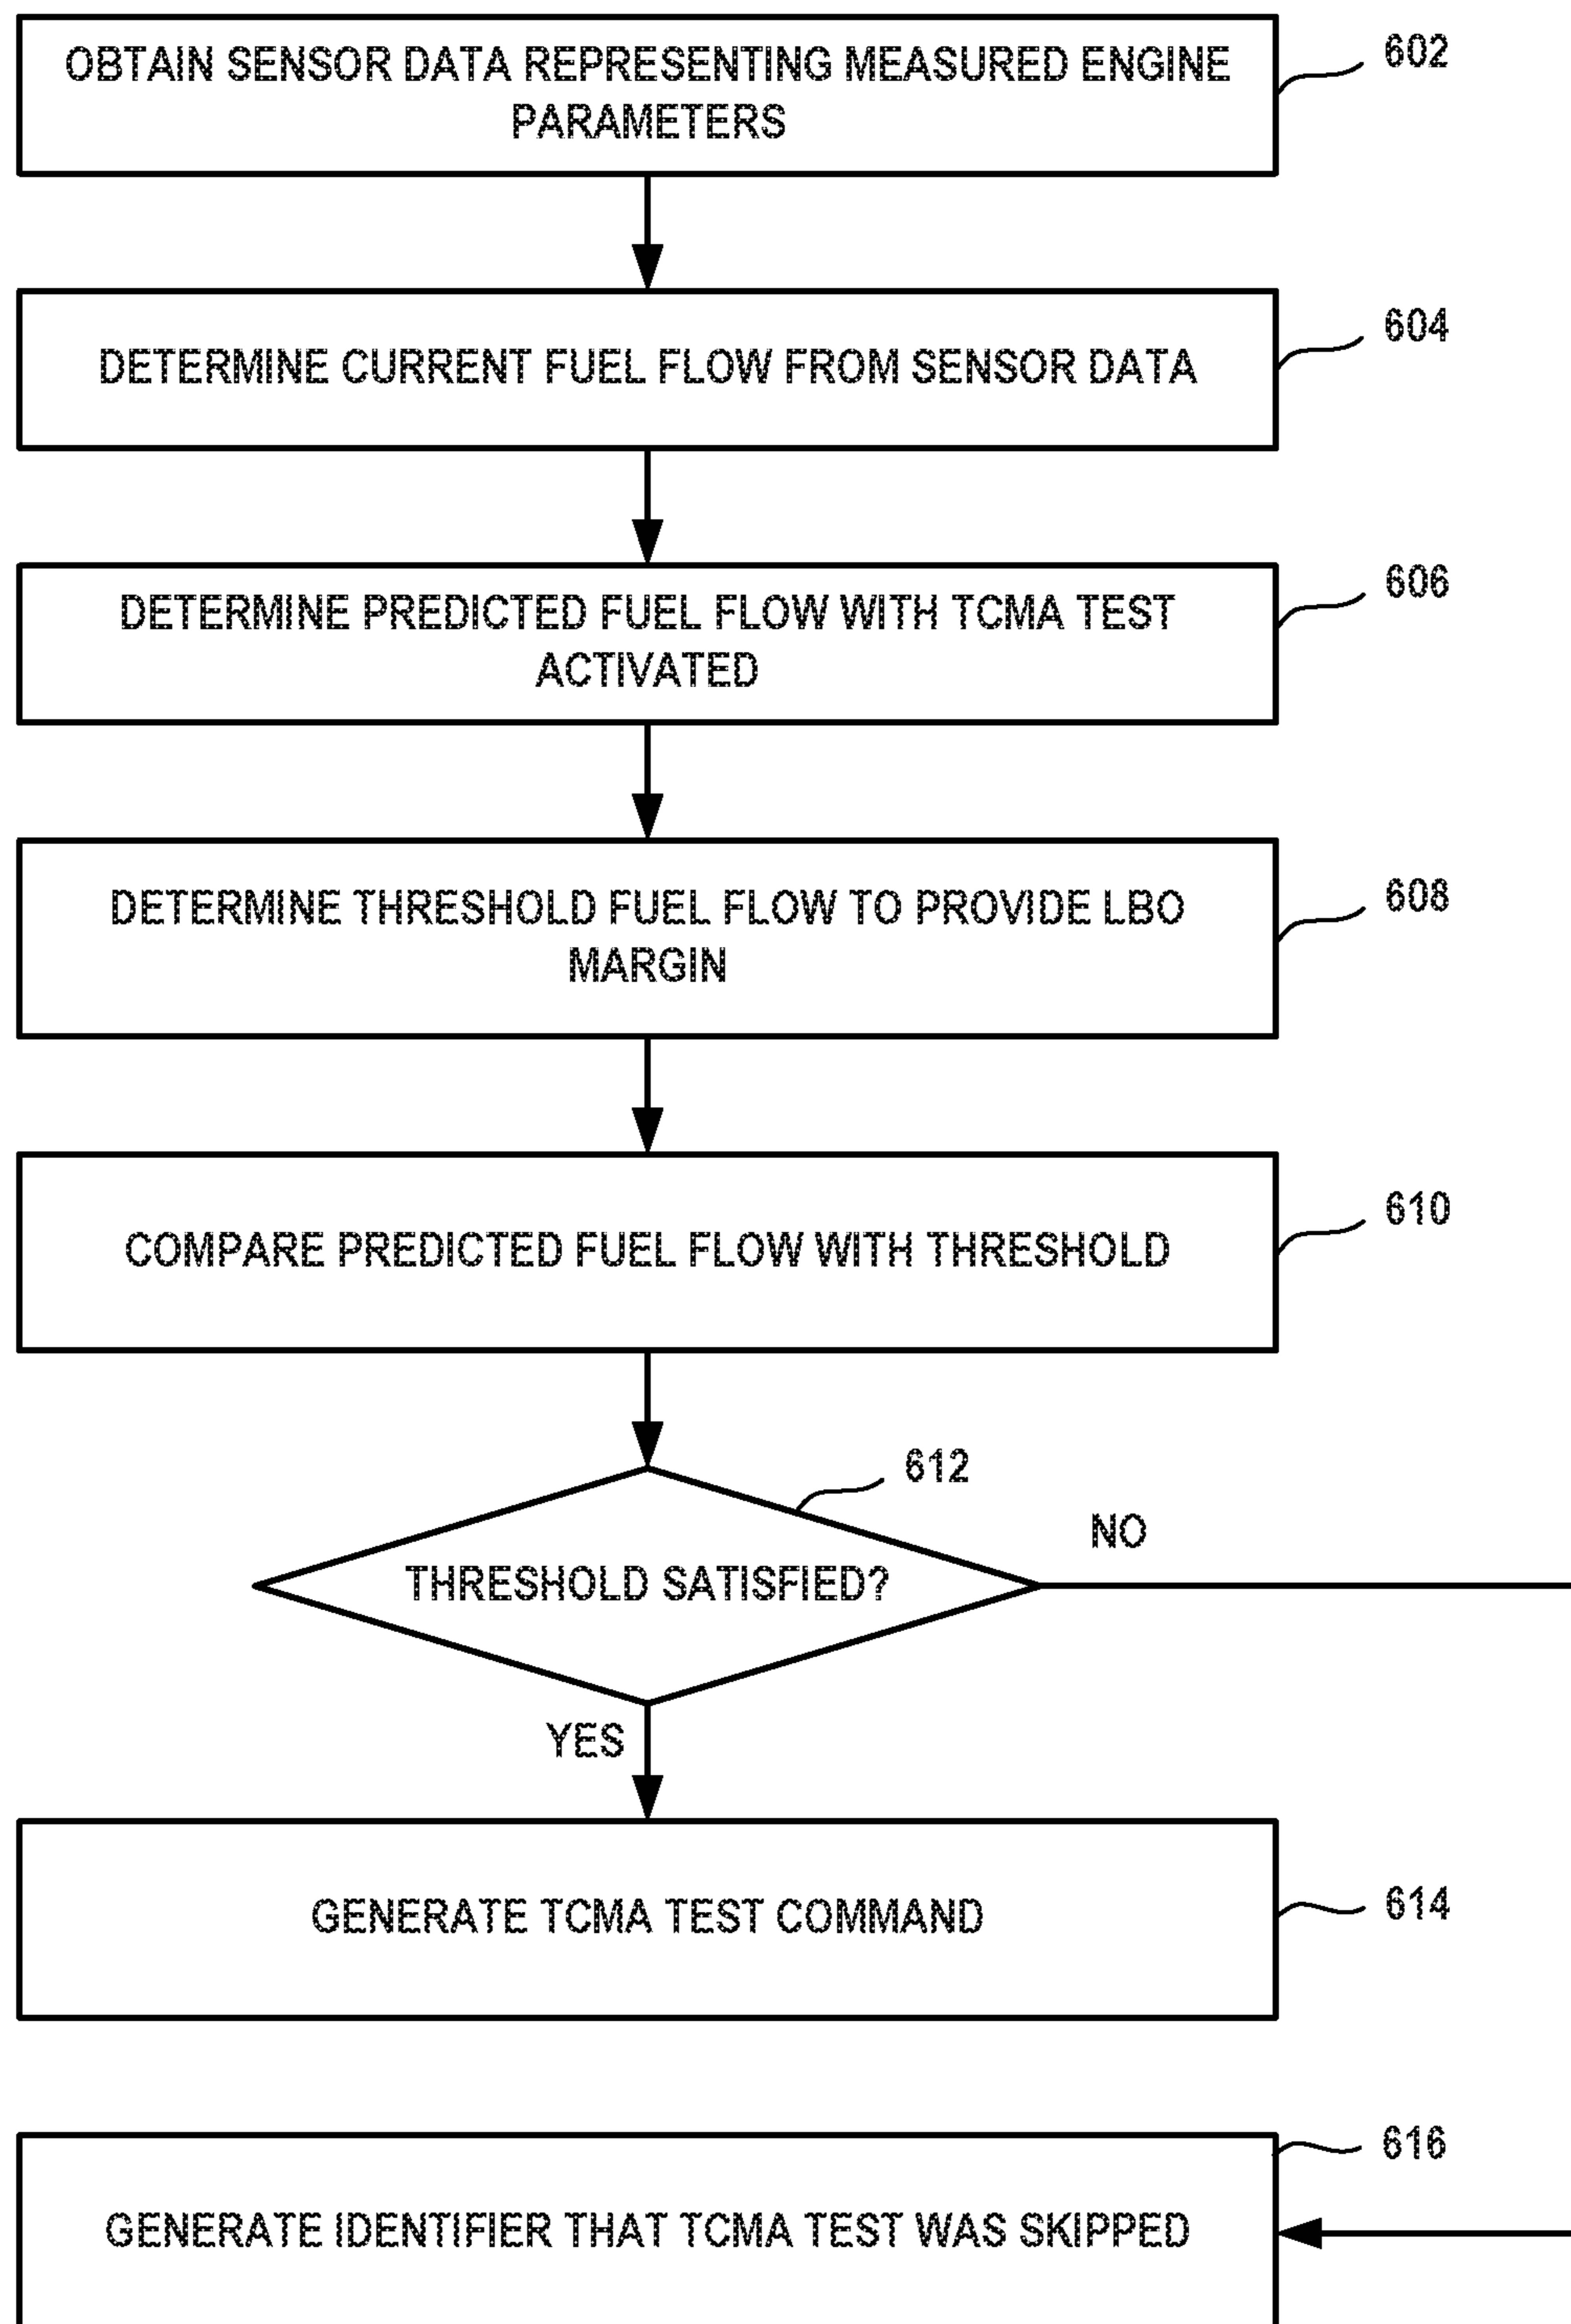 OBTAIN SENSOR DATA REPRESENTING MEASURED ENGINE
PARAMETERS
602
DETERMINE CURRENT FUEL FLOW FROM SENSOR DATA
604
DETERMINE PREDICTED FUEL FLOW WITH TCMA TEST
ACTIVATED
606
DETERMINE THRESHOLD FUEL FLOW TO PROVIDE LBO
MARGIN
608
COMPARE PREDICTED FUEL FLOW WITH THRESHOLD
610
612
THRESHOLD SATISFIED?
NO
YES
GENERATE TCMA TEST COMMAND
614
GENERATE IDENTIFIER THAT TCMA TEST WAS SKIPPED
616